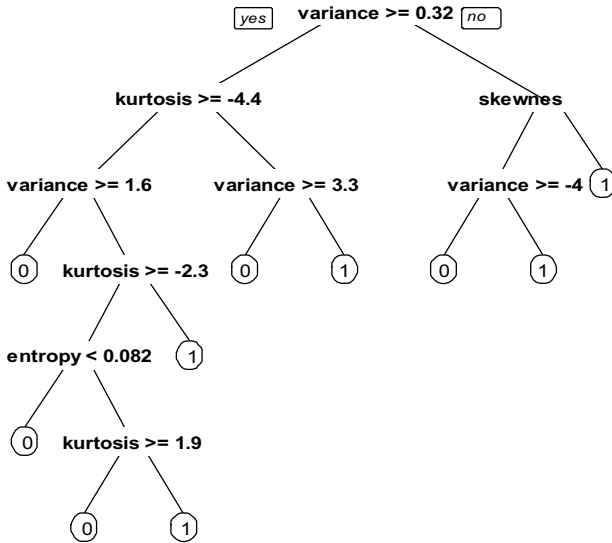 yes variance >= 0.32 no
kurtosis >= -4.4 skewnes
variance >= 1.6 variance >= 3.3 variance >= -4 1
0 kurtosis >= -2.3 0 1 0 1
entropy < 0.082 1
0 kurtosis >= 1.9
0 1